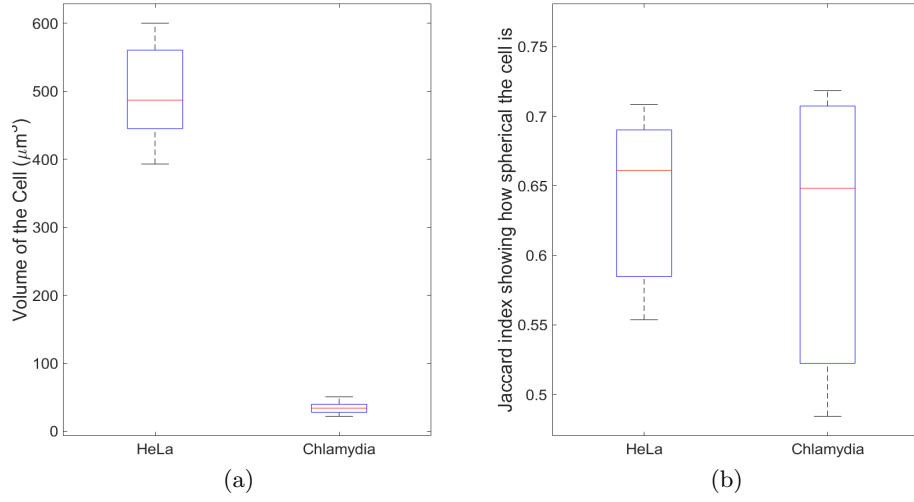 Volume of the Cell (μm³)
600
500
400
300
200
100
0
HeLa
Chlamydia
(a)
Jaccard index showing how spherical the cell is
0.75
0.7
0.65
0.6
0.55
0.5
HeLa
Chlamydia
(b)